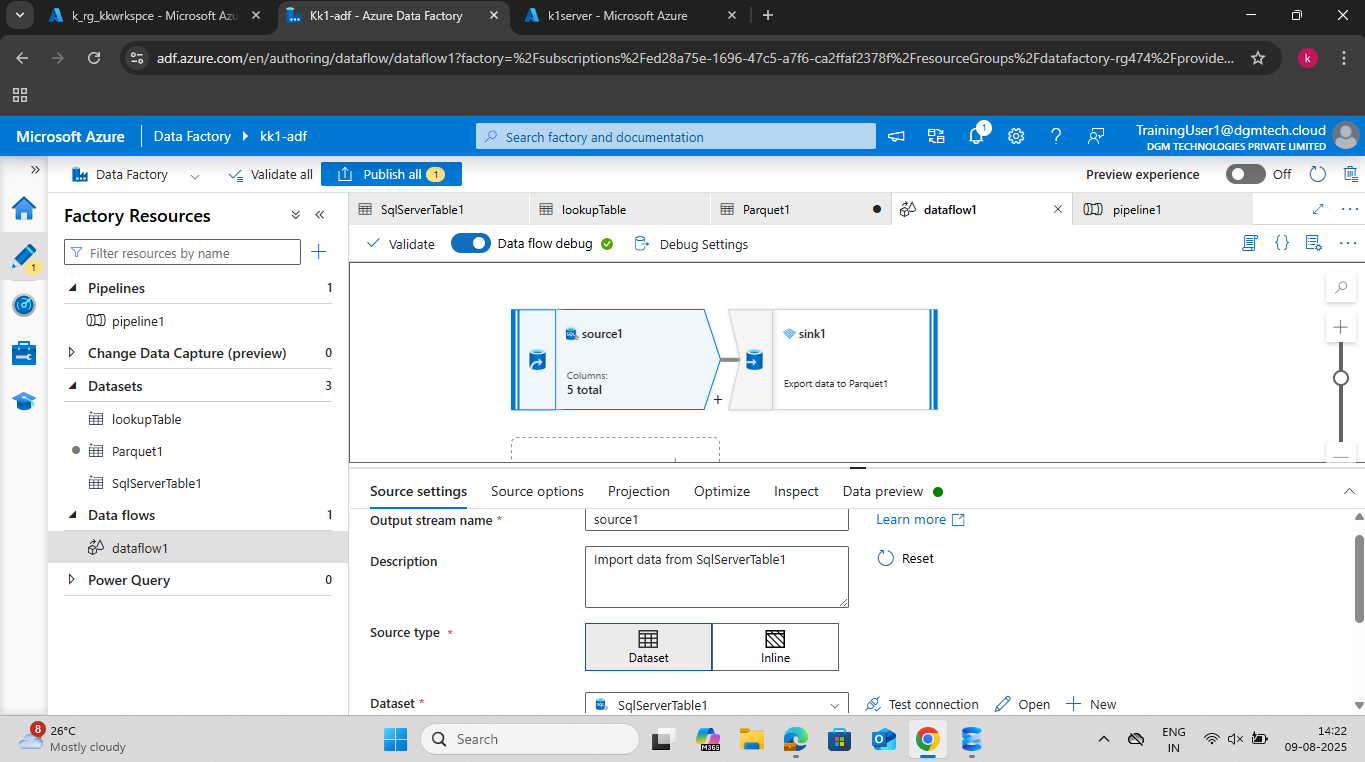 k_rg_kkwrkspce - Microsoft Azu
Kk1-adf - Azure Data Factory
k1server - Microsoft Azure
adf.azure.com/en/authoring/dataflow/dataflow1?factory=%2Fsubscriptions%2Fed28a75e-1696-47c5-a7f6-ca2ffaf2378f%2FresourceGroups%2Fdatafactory-rg474%2Fprovide...
k
Microsoft Azure
Data Factory
kk1-adf
Search factory and documentation
1
TrainingUser1@dgmtech.cloud
DGM TECHNOLOGIES PRIVATE LIMITED
Data Factory
Validate all
Publish all 1
Preview experience
Off
Factory Resources
SqlServerTable1
lookupTable
Parquet1
dataflow1
pipeline1
Filter resources by name
Validate
Data flow debug
Debug Settings
1
Pipelines 1
pipeline1
Change Data Capture (preview) 0
Datasets 3
lookupTable
Parquet1
SqlServerTable1
Data flows 1
dataflow1
Power Query 0
source1
Columns:
5 total
sink1
Export data to Parquet1
Source settings
Source options
Projection
Optimize
Inspect
Data preview
Output stream name *
source1
Learn more
Description
Import data from SqlServerTable1
Reset
Source type *
Dataset
Inline
Dataset *
SqlServerTable1
Test connection
Open
New
8
26°C
Mostly cloudy
Search
M365
ENG
IN
14:22
09-08-2025